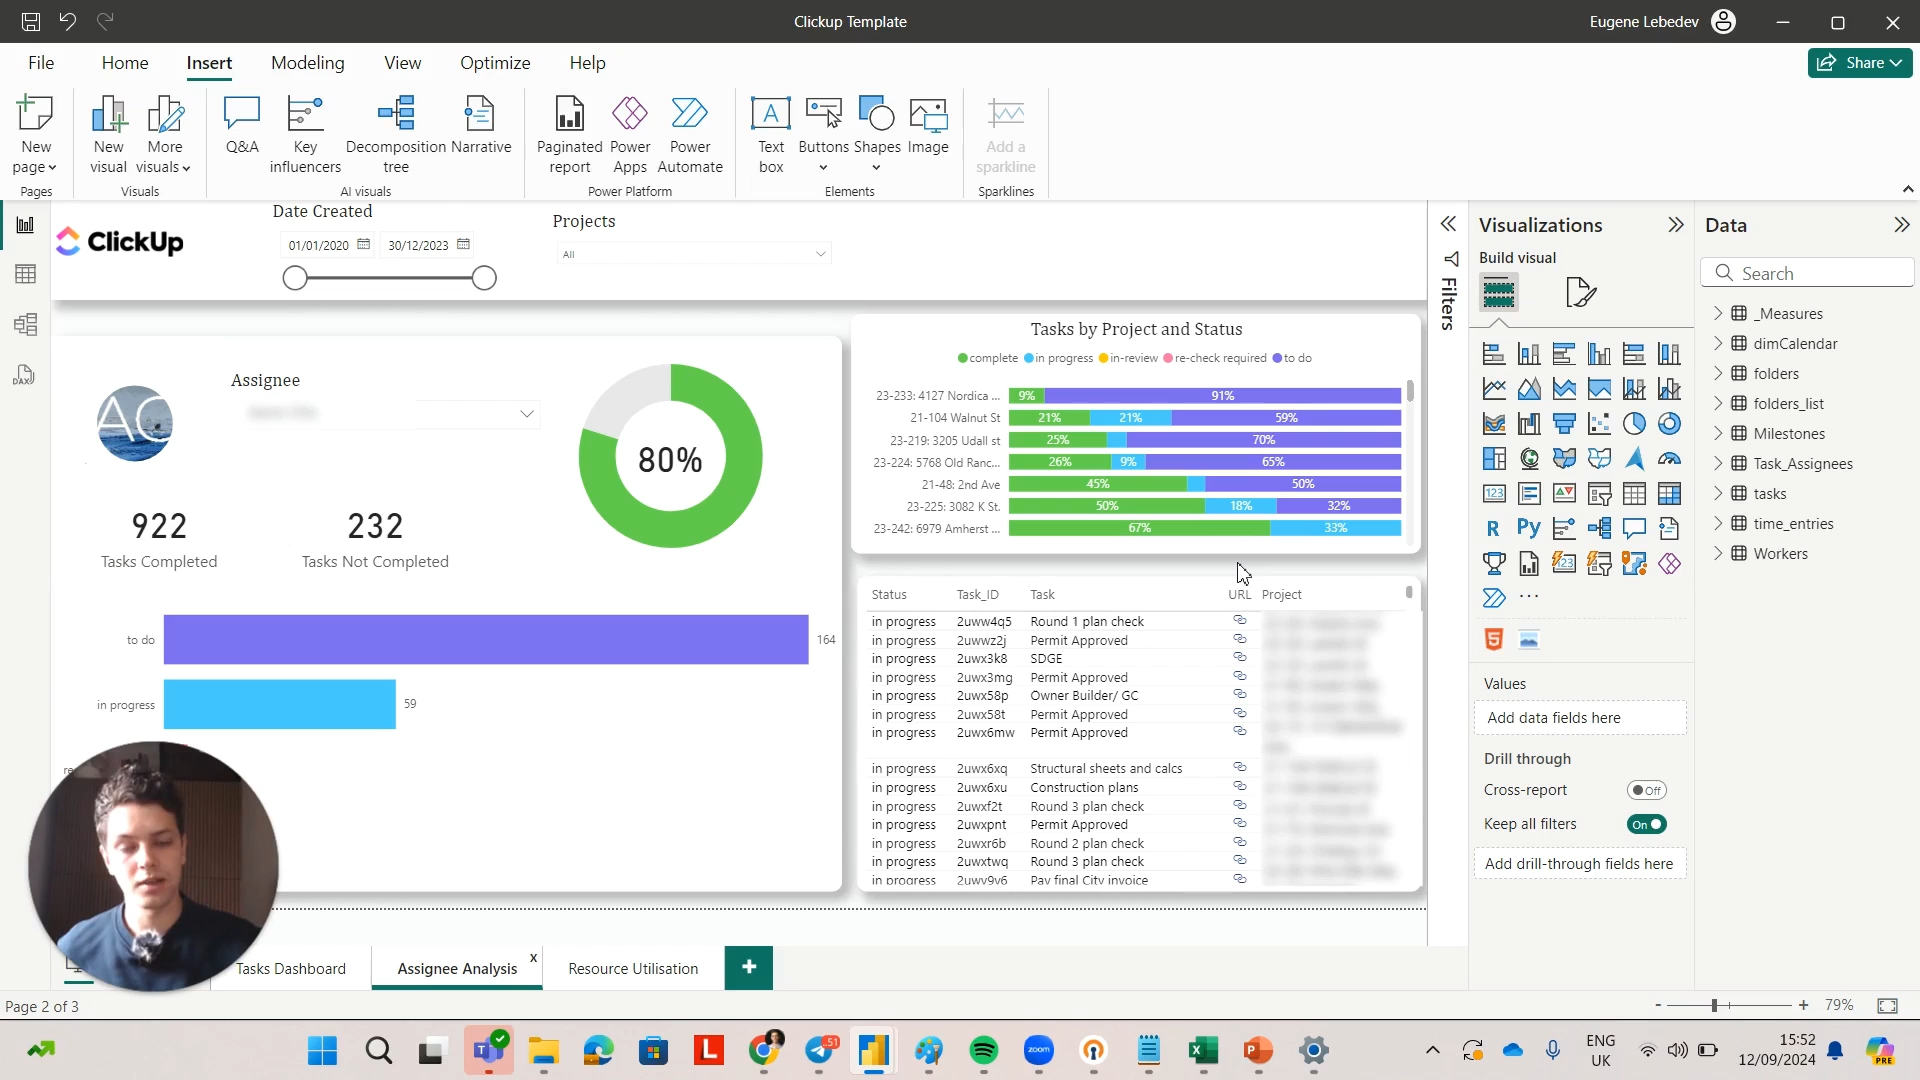 Clickup Template
Eugene Lebedev
File Home Insert Modeling View Optimize Help
Share
New page
Pages
New visual
More visuals
Visuals
Q&A
Key influencers
Decomposition tree
Narrative
AI visuals
Paginated report
Power Apps
Power Automate
Power Platform
Text box
Buttons
Shapes
Image
Elements
Add a sparkline
Sparklines
ClickUp
Date Created
01/01/2020 30/12/2023
Projects
All
Assignee
AC
80%
922
Tasks Completed
232
Tasks Not Completed
to do 164
in progress 59
re
Tasks by Project and Status
complete in progress in-review re-check required to do
23-233: 4127 Nordica ... 9% 91%
21-104 Walnut St 21% 21% 59%
23-219: 3205 Udall st 25% 70%
23-224: 5768 Old Ranc... 26% 9% 65%
21-48: 2nd Ave 45% 50%
23-225: 3082 K St. 50% 18% 32%
23-242: 6979 Amherst ... 67% 33%
Status Task_ID Task URL Project
in progress 2uww4q5 Round 1 plan check
in progress 2uwwz2j Permit Approved
in progress 2uwx3k8 SDGE
in progress 2uwx3mg Permit Approved
in progress 2uwx58p Owner Builder/ GC
in progress 2uwx58t Permit Approved
in progress 2uwx6mw Permit Approved
in progress 2uwx6xq Structural sheets and calcs
in progress 2uwx6xu Construction plans
in progress 2uwxf2t Round 3 plan check
in progress 2uwxpnt Permit Approved
in progress 2uwxr6b Round 2 plan check
in progress 2uwxtwq Round 3 plan check
in progress 2uwy9v6 Pay final City invoice
Filters
Visualizations
Build visual
123
R Py
123
Values
Add data fields here
Drill through
Cross-report Off
Keep all filters On
Add drill-through fields here
Data
Search
_Measures
dimCalendar
folders
folders_list
Milestones
Task_Assignees
tasks
time_entries
Workers
Tasks Dashboard
Assignee Analysis x
Resource Utilisation
+
Page 2 of 3
- + 79%
51
zoom
ENG
UK
15:52
12/09/2024
PRE